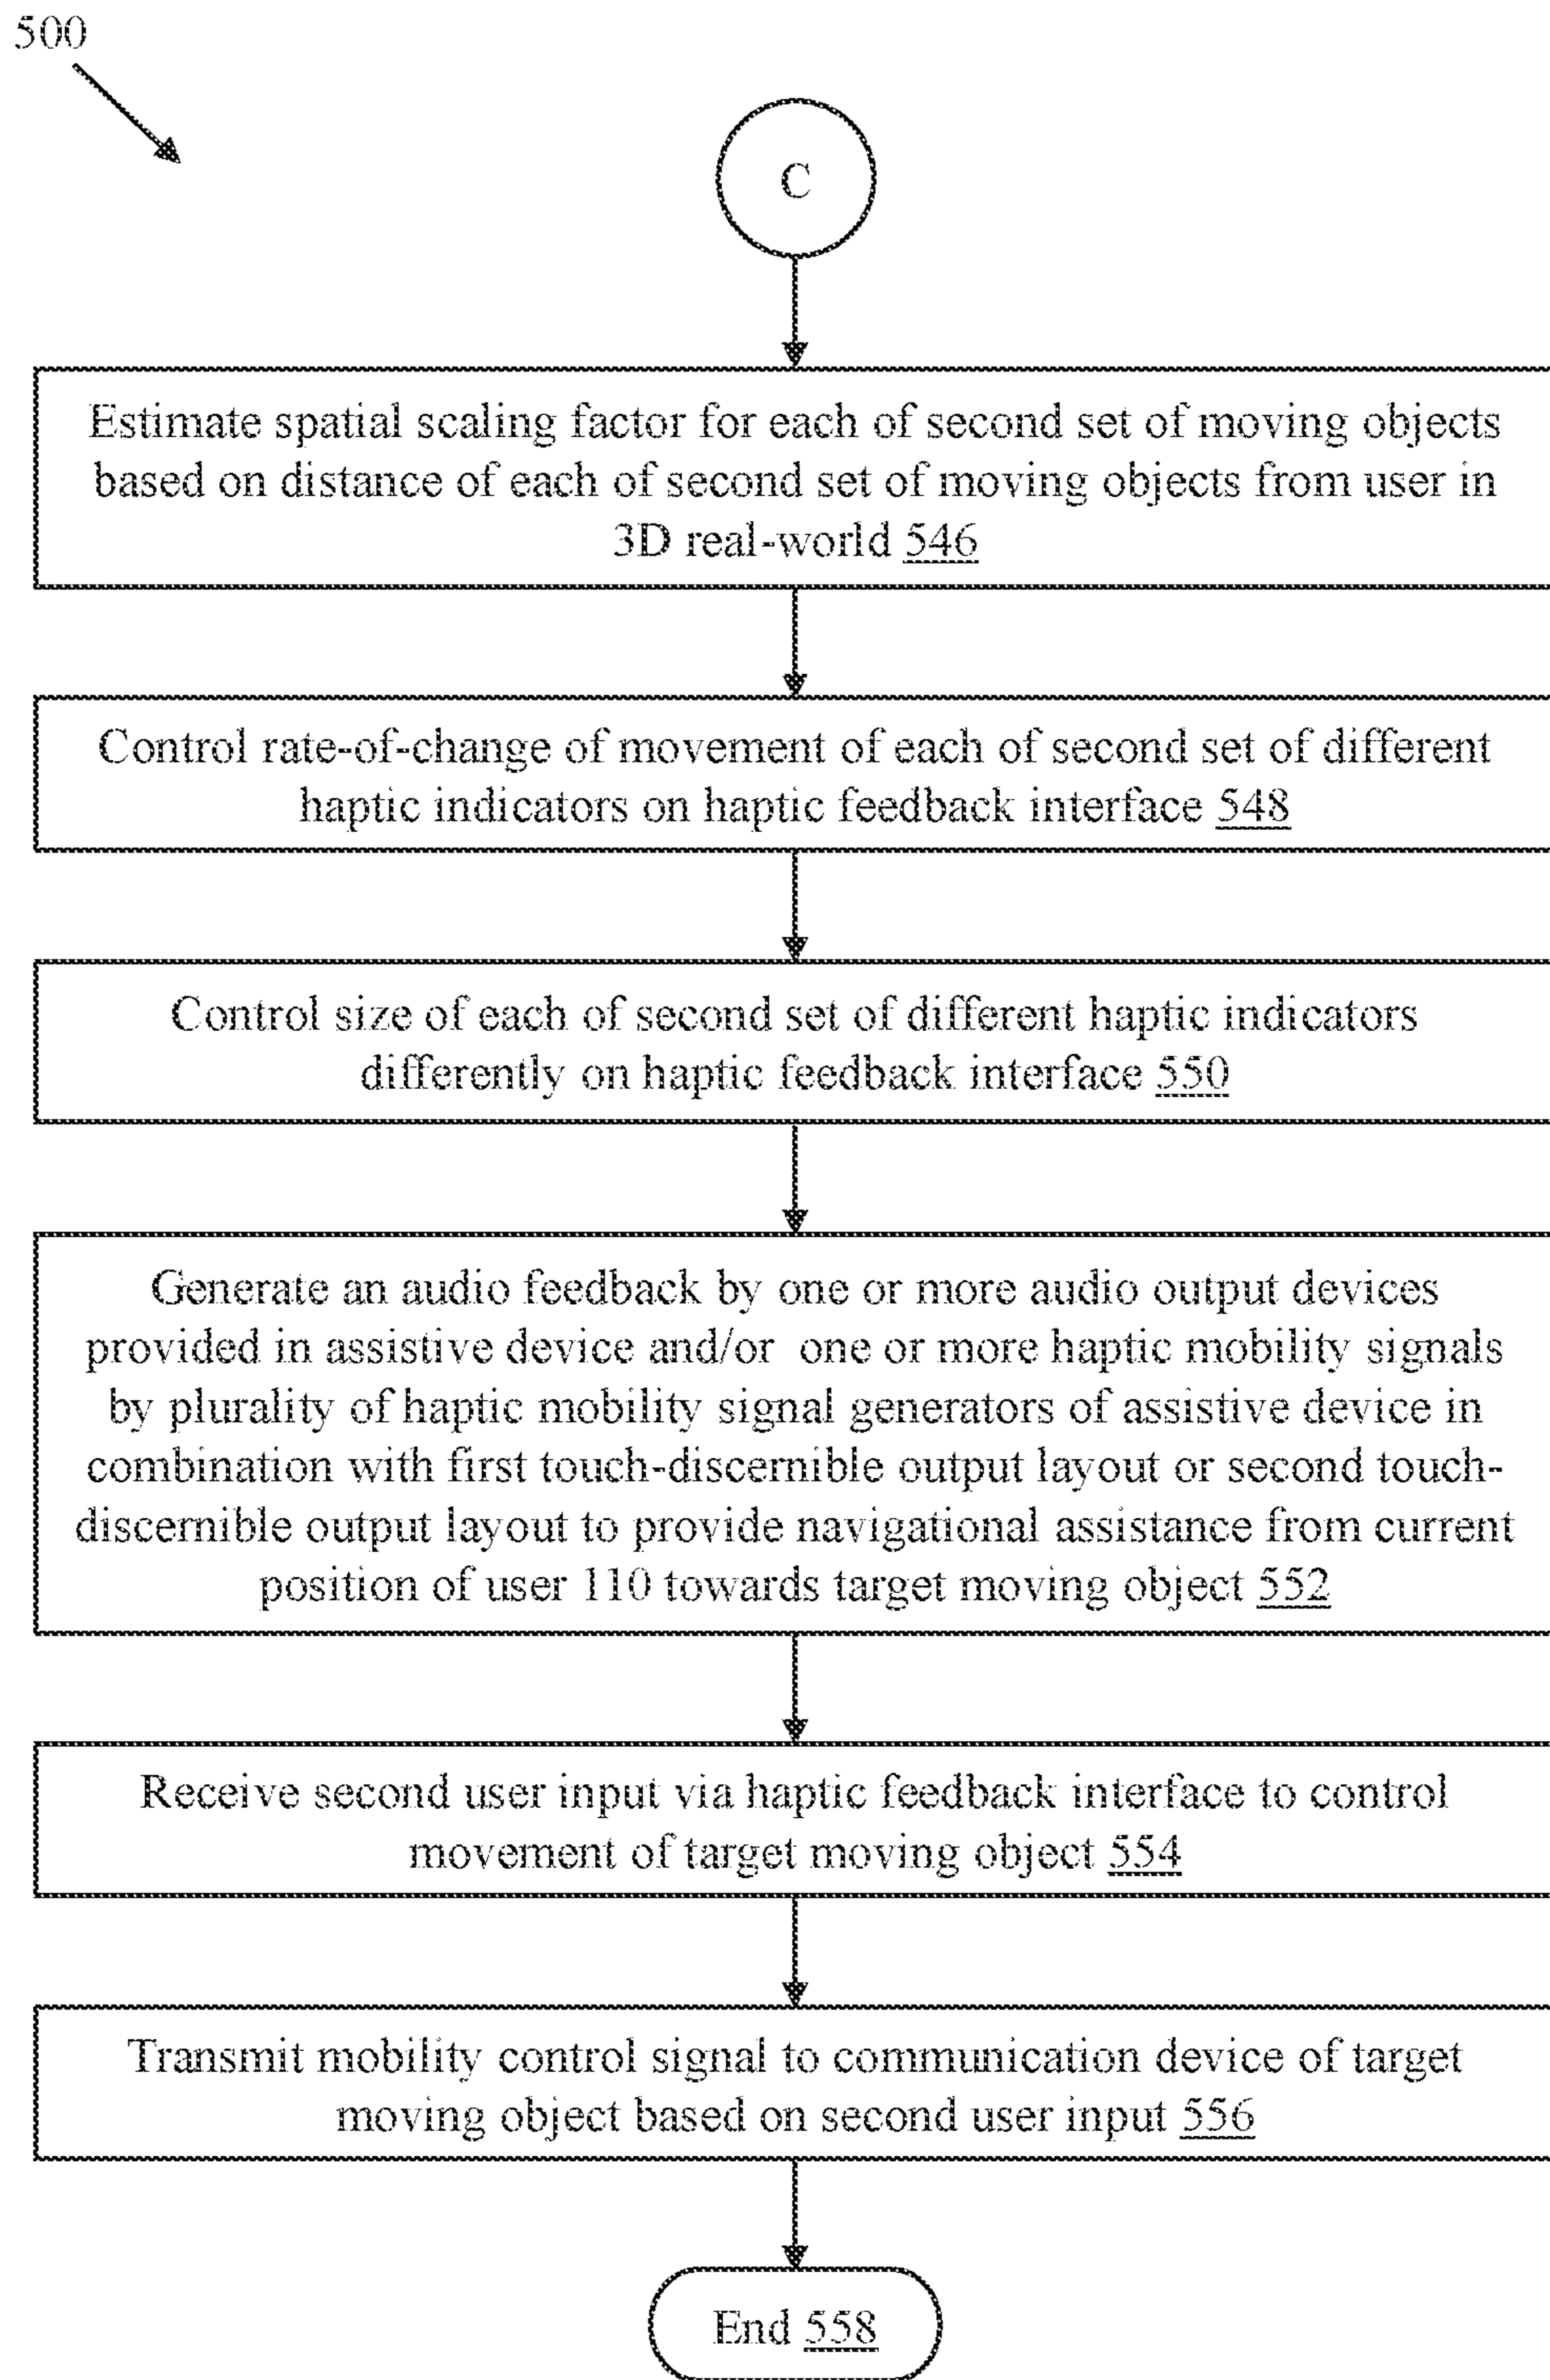 500
C
Estimate spatial scaling factor for each of second set of moving objects
based on distance of each of second set of moving objects from user in
3D real-world 546
Control rate-of-change of movement of each of second set of different
haptic indicators on haptic feedback interface 548
Control size of each of second set of different haptic indicators
differently on haptic feedback interface 550
Generate an audio feedback by one or more audio output devices
provided in assistive device and/or one or more haptic mobility signals
by plurality of haptic mobility signal generators of assistive device in
combination with first touch-discernible output layout or second touch-
discernible output layout to provide navigational assistance from current
position of user 110 towards target moving object 552
Receive second user input via haptic feedback interface to control
movement of target moving object 554
Transmit mobility control signal to communication device of target
moving object based on second user input 556
End 558